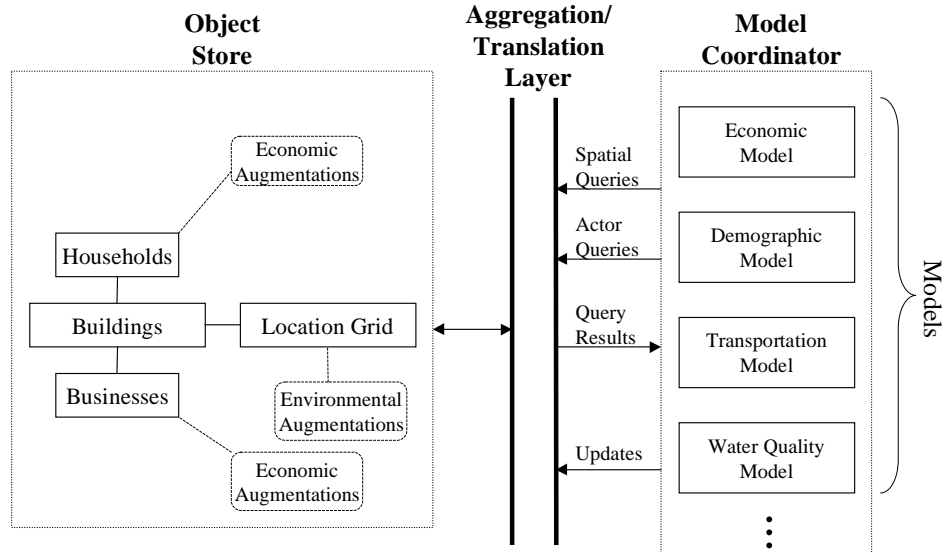 Object
Store
Economic
Augmentations
Households
Buildings
Location Grid
Businesses
Environmental
Augmentations
Economic
Augmentations
Aggregation/
Translation
Layer
Spatial
Queries
Actor
Queries
Query
Results
Updates
Model
Coordinator
Economic
Model
Demographic
Model
Transportation
Model
Water Quality
Model
Models